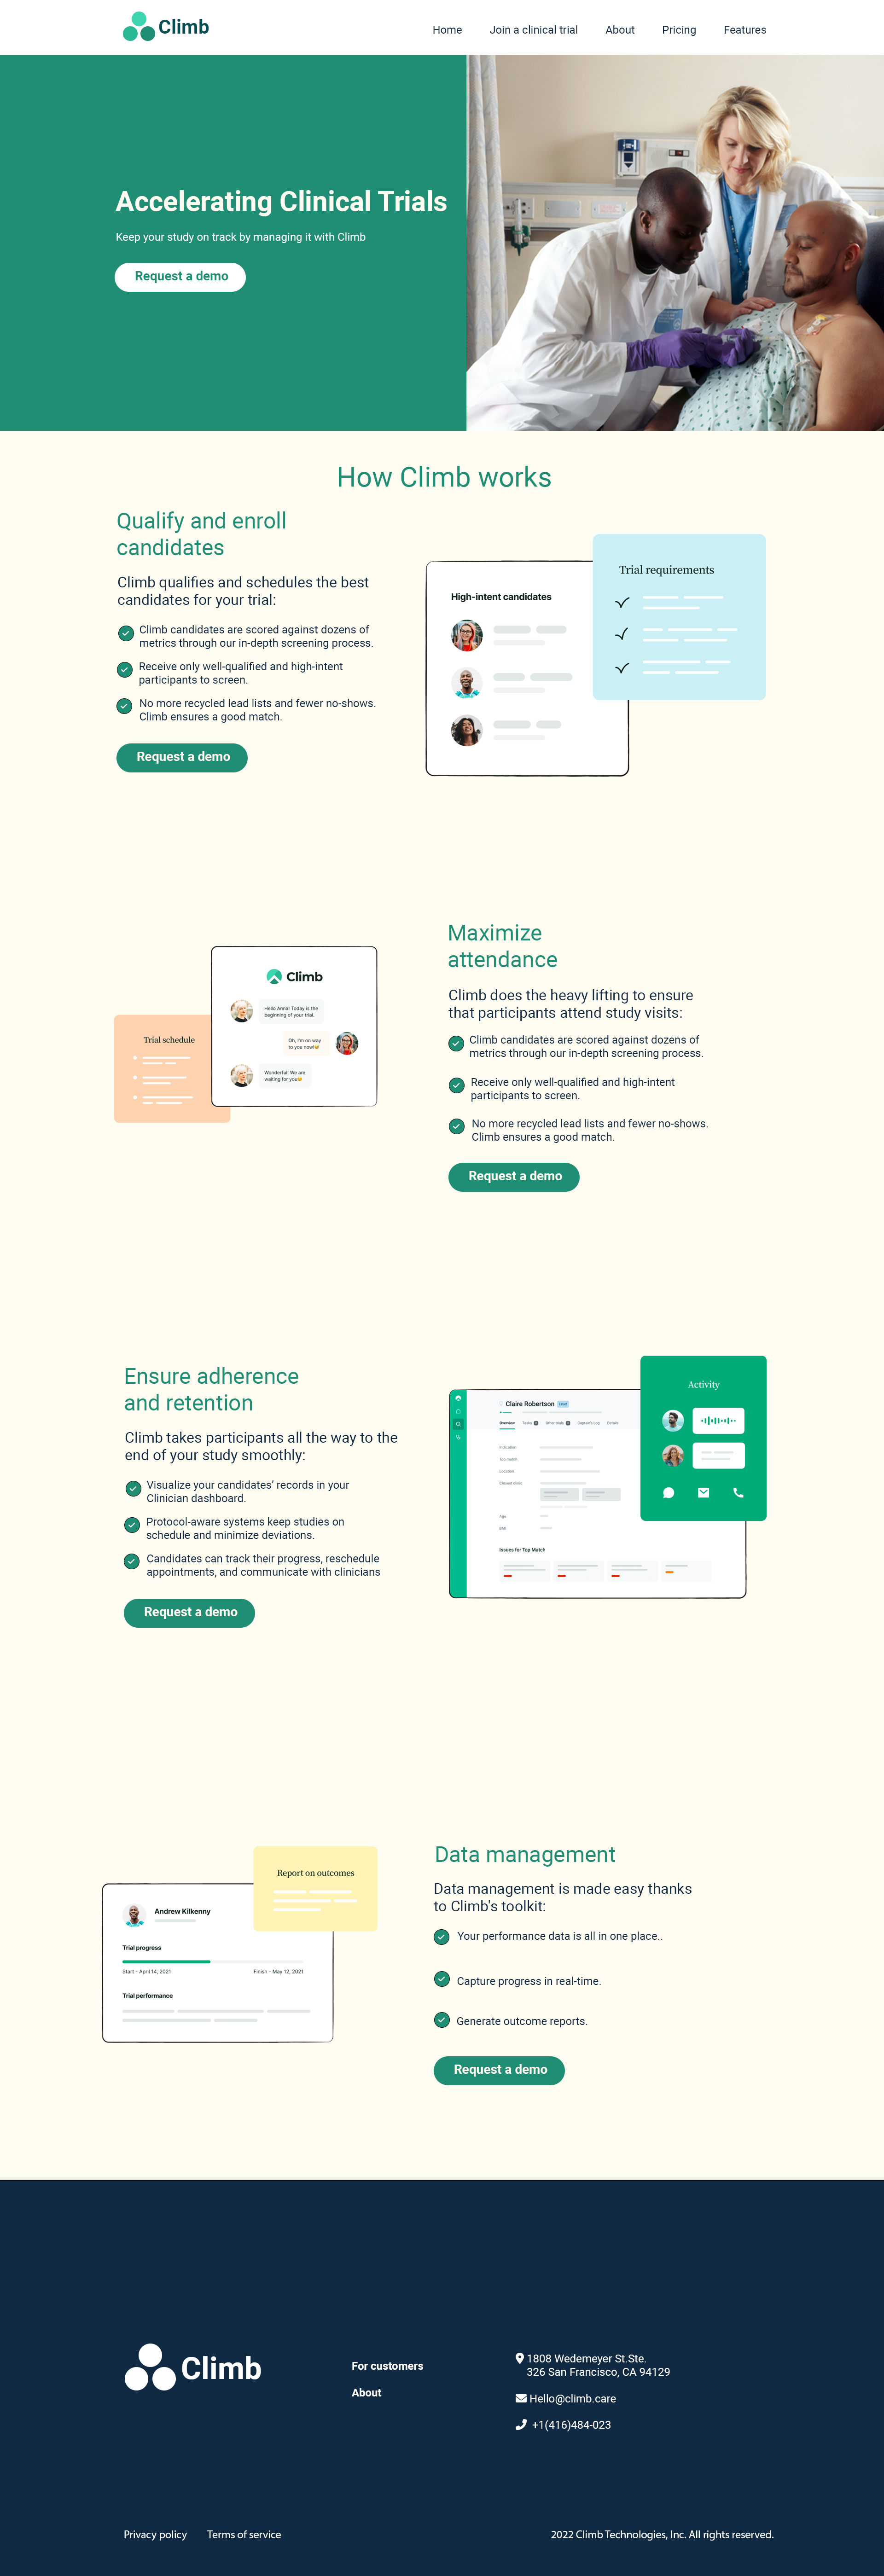 Climb
Home Join a clinical trial About Pricing Features
Accelerating Clinical Trials
Keep your study on track by managing it with Climb
Request a demo
How Climb works
Qualify and enroll
candidates
Climb qualifies and schedules the best
candidates for your trial:
Climb candidates are scored against dozens of
metrics through our in-depth screening process.
Receive only well-qualified and high-intent
participants to screen.
No more recycled lead lists and fewer no-shows.
Climb ensures a good match.
Request a demo
High-intent candidates
Trial requirements
Trial schedule
Climb
Hello Anna! Today is the
beginning of your trial.
Oh, I'm on way
to you now!😅
Wonderful! We are
waiting for you😊
Maximize
attendance
Climb does the heavy lifting to ensure
that participants attend study visits:
Climb candidates are scored against dozens of
metrics through our in-depth screening process.
Receive only well-qualified and high-intent
participants to screen.
No more recycled lead lists and fewer no-shows.
Climb ensures a good match.
Request a demo
Ensure adherence
and retention
Climb takes participants all the way to the
end of your study smoothly:
Visualize your candidates' records in your
Clinician dashboard.
Protocol-aware systems keep studies on
schedule and minimize deviations.
Candidates can track their progress, reschedule
appointments, and communicate with clinicians
Request a demo
Claire Robertson
Overview Tasks Other trials Captain's Log Details
Indication
Top match
Location
Closest clinic
Age
BMI
Issues for Top Match
Activity
Report on outcomes
Andrew Kilkenny
Trial progress
Start - April 14, 2021 Finish - May 12, 2021
Trial performance
Data management
Data management is made easy thanks
to Climb's toolkit:
Your performance data is all in one place..
Capture progress in real-time.
Generate outcome reports.
Request a demo
Climb
For customers
About
1808 Wedemeyer St.Ste.
326 San Francisco, CA 94129
Hello@climb.care
+1(416)484-023
Privacy policy Terms of service
2022 Climb Technologies, Inc. All rights reserved.